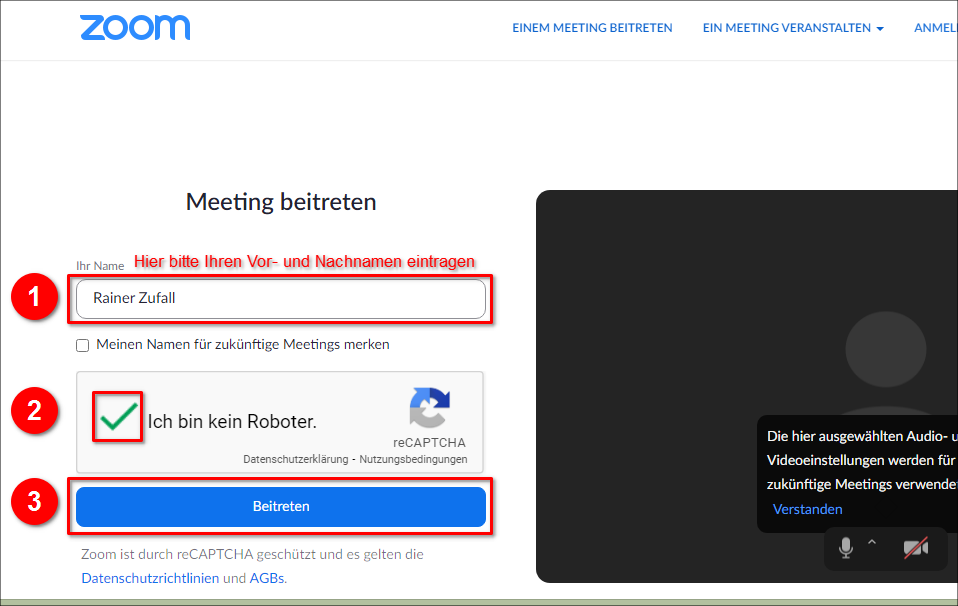 zoom
EINEM MEETING BEITRETEN
EIN MEETING VERANSTALTEN
ANMEL
Meeting beitreten
Ihr Name
Hier bitte Ihren Vor- und Nachnamen eintragen
1
Rainer Zufall
Meinen Namen für zukünftige Meetings merken
2
Ich bin kein Roboter.
reCAPTCHA
Datenschutzerklärung - Nutzungsbedingungen
3
Beitreten
Zoom ist durch reCAPTCHA geschützt und es gelten die
Datenschutzrichtlinien und AGBs.
Die hier ausgewählten Audio- u
Videoeinstellungen werden für
zukünftige Meetings verwendet
Verstanden